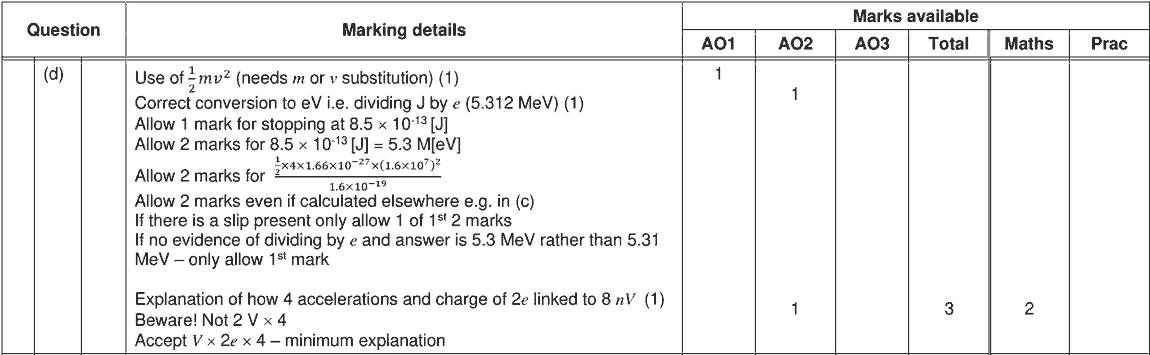 Question Marking details Marks available
AO1 AO2 AO3 Total Maths Prac
(d) Use of ½mv² (needs m or v substitution) (1) 1
Correct conversion to eV i.e. dividing J by e (5.312 MeV) (1) 1
Allow 1 mark for stopping at 8.5 × 10⁻¹³ [J]
Allow 2 marks for 8.5 × 10⁻¹³ [J] = 5.3 M[eV]
Allow 2 marks for (½×4×1.66×10⁻²⁷×(1.6×10⁷)²)/(1.6×10⁻¹⁹)
Allow 2 marks even if calculated elsewhere e.g. in (c)
If there is a slip present only allow 1 of 1ˢᵗ 2 marks
If no evidence of dividing by e and answer is 5.3 MeV rather than 5.31
MeV – only allow 1ˢᵗ mark
Explanation of how 4 accelerations and charge of 2e linked to 8 nV (1) 1 3 2
Beware! Not 2 V × 4
Accept V × 2e × 4 – minimum explanation